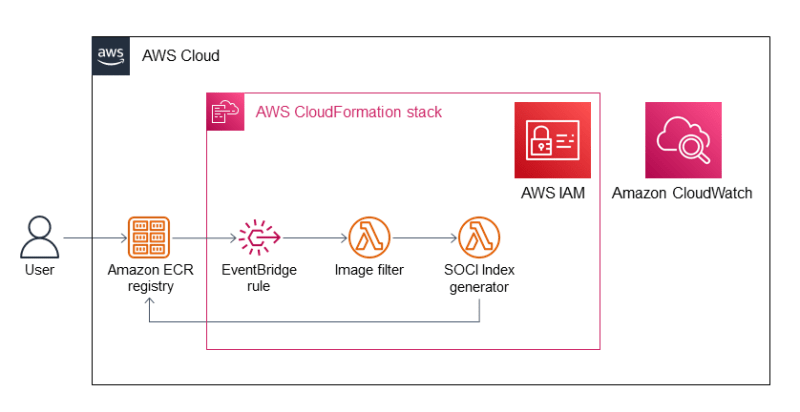 aws
AWS Cloud
AWS CloudFormation stack
AWS IAM
Amazon CloudWatch
User
Amazon ECR
registry
EventBridge
rule
Image filter
SOCI Index
generator